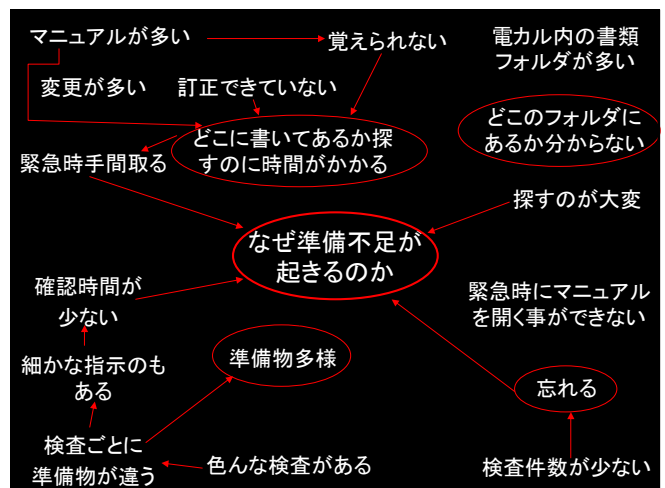 マニュアルが多い
覚えられない
電カル内の書類
フォルダが多い
変更が多い
訂正できていない
どこに書いてあるか探
すのに時間がかかる
どこのフォルダに
あるか分からない
緊急時手間取る
探すのが大変
なぜ準備不足が
起きるのか
確認時間が
少ない
緊急時にマニュアル
を開く事ができない
細かな指示のも
ある
準備物多様
忘れる
検査ごとに
準備物が違う
色んな検査がある
検査件数が少ない